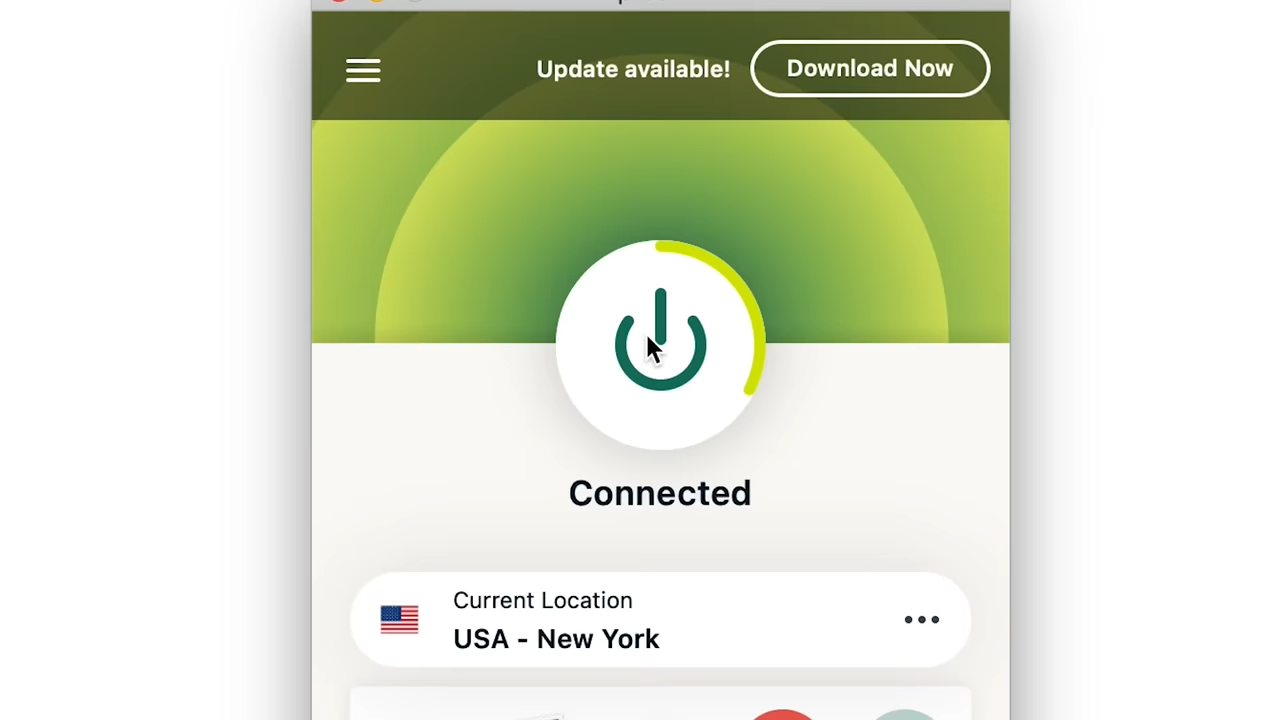 Update available!
Download Now
Connected
Current Location
USA - New York